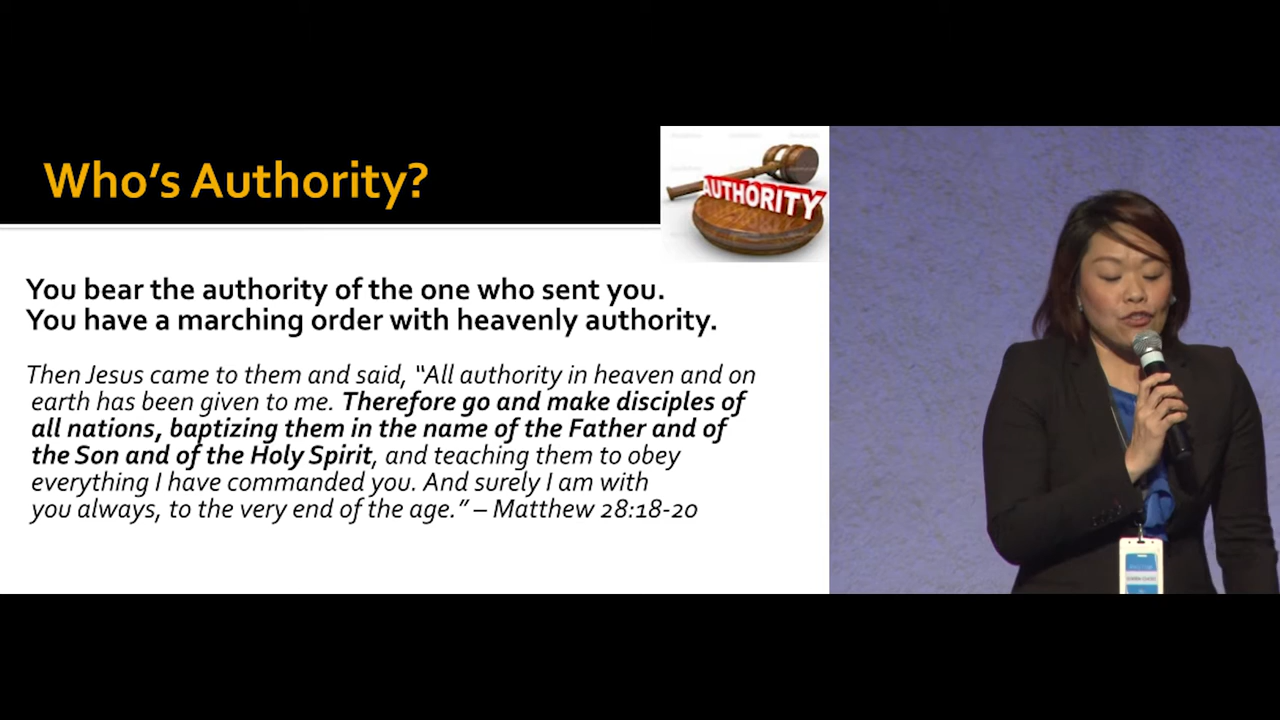 Who's Authority?
AUTHORITY
You bear the authority of the one who sent you.
You have a marching order with heavenly authority.
Then Jesus came to them and said, “All authority in heaven and on
earth has been given to me. Therefore go and make disciples of
all nations, baptizing them in the name of the Father and of
the Son and of the Holy Spirit, and teaching them to obey
everything I have commanded you. And surely I am with
you always, to the very end of the age.” – Matthew 28:18-20